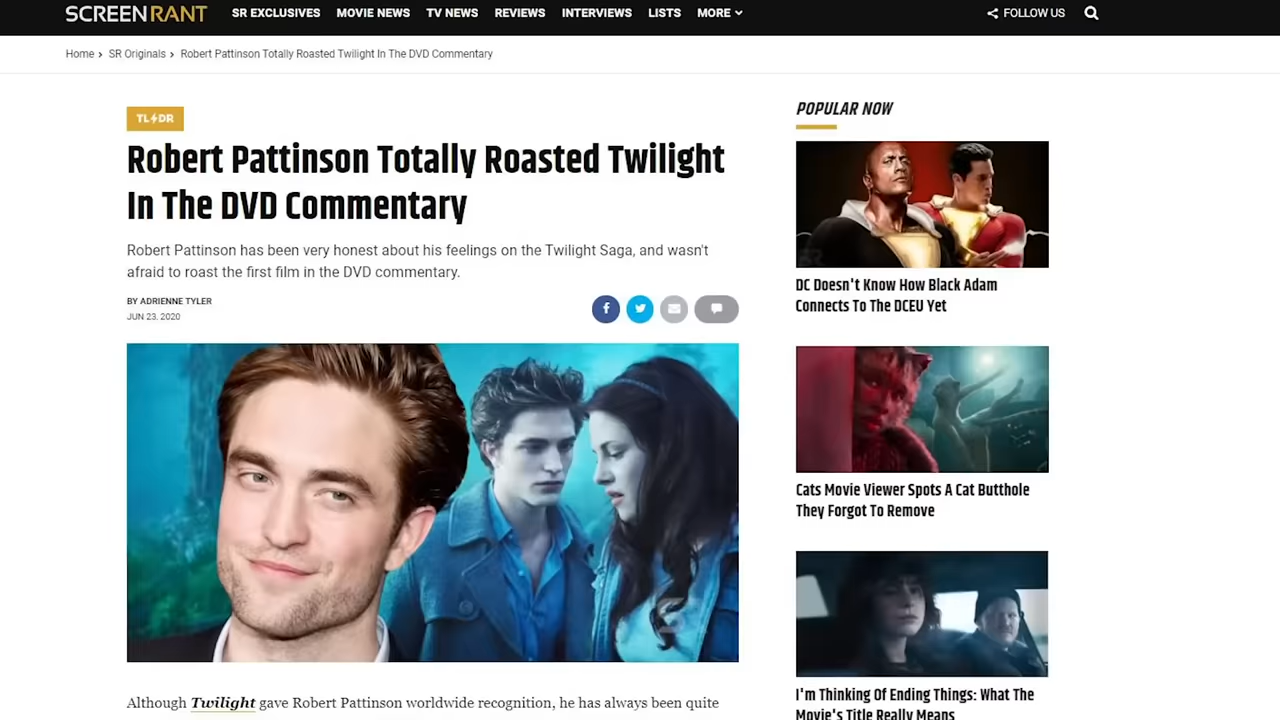 SCREENRANT SR EXCLUSIVES MOVIE NEWS TV NEWS REVIEWS INTERVIEWS LISTS MORE FOLLOW US
Home › SR Originals › Robert Pattinson Totally Roasted Twilight In The DVD Commentary
TL⚡DR
Robert Pattinson Totally Roasted Twilight
In The DVD Commentary
Robert Pattinson has been very honest about his feelings on the Twilight Saga, and wasn't
afraid to roast the first film in the DVD commentary.
BY ADRIENNE TYLER
JUN 23, 2020
Although Twilight gave Robert Pattinson worldwide recognition, he has always been quite
POPULAR NOW
DC Doesn't Know How Black Adam
Connects To The DCEU Yet
Cats Movie Viewer Spots A Cat Butthole
They Forgot To Remove
I'm Thinking Of Ending Things: What The
Movie's Title Really Means